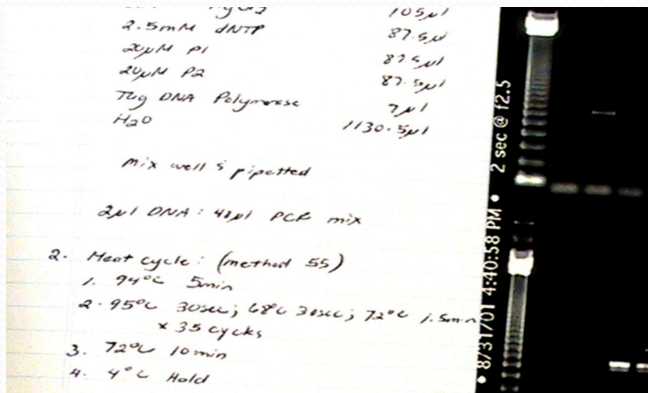 105µl
2.5mM dNTP 87.5µl
20µM P1 87.5µl
20µM P2 87.5µl
Taq DNA Polymerase 7µl
H2O 1130.5µl
mix well & pipetted
2µl DNA : 48µl PCR mix
2. Heat cycle: (method 55)
1. 94°C 5min
2. 95°C 30sec; 68°C 30sec; 72°C 1.5min
x 35 cycles
3. 72°C 10min
4. 4°C Hold
• 8/31/01 4:40:58 PM • 2 sec @ f2.5